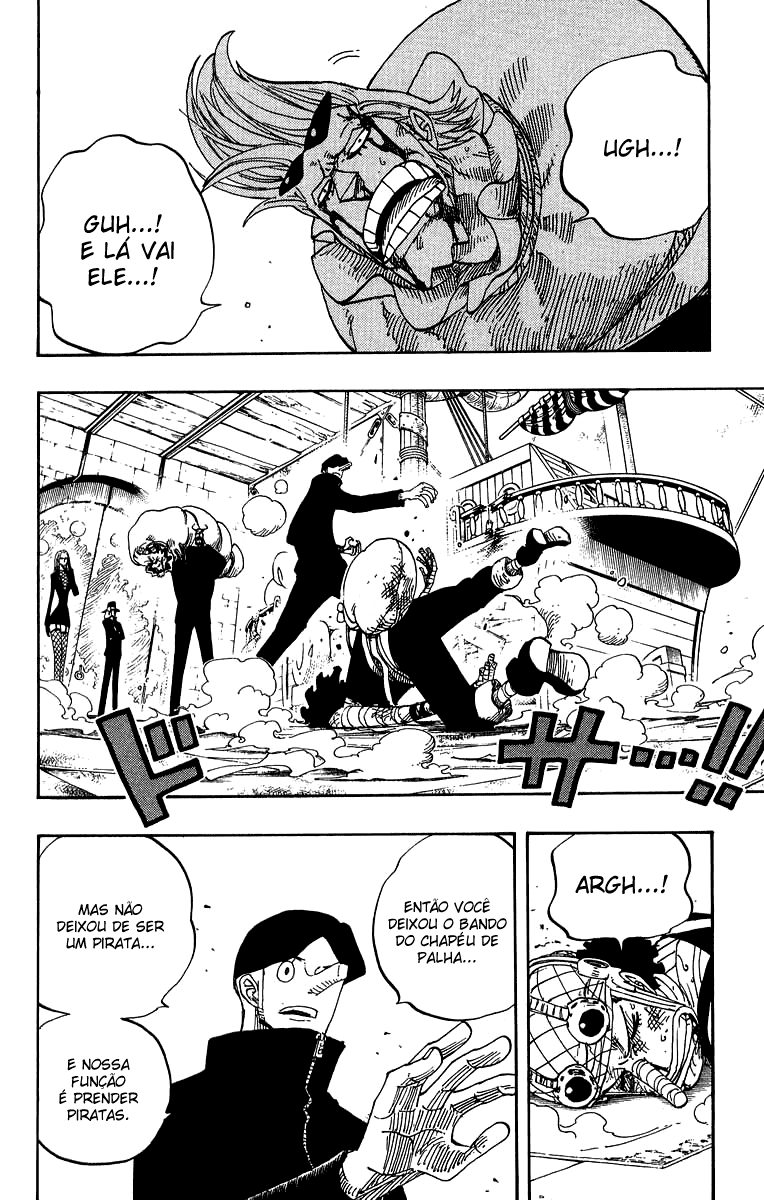 UGH...!
GUH...!
E LÁ VAI
ELE...!
ド
サ...!!
ARGH...!
ENTÃO VOCÊ
DEIXOU O BANDO
DO CHAPÉU DE
PALHA...
MAS NÃO
DEIXOU DE SER
UM PIRATA...
E NOSSA
FUNÇÃO
É PRENDER
PIRATAS.